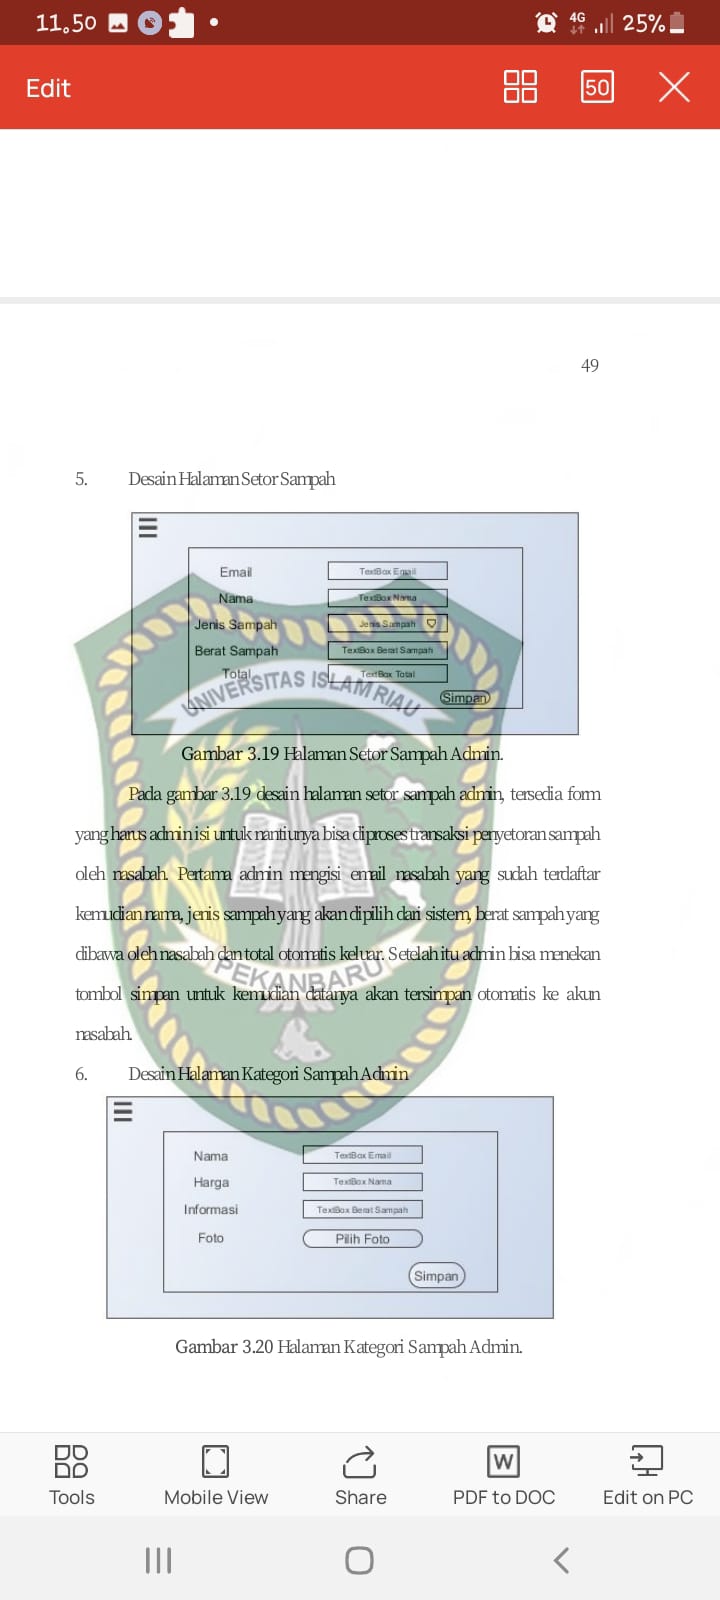 11.50 4G 25%
Edit 50
49
5. Desain Halaman Setor Sampah
Email TextBox Email
Nama TextBox Nama
Jenis Sampah Jenis Sampah
Berat Sampah TextBox Berat Sampah
Total TextBox Total
Simpan
UNIVERSITAS ISLAM RIAU
Gambar 3.19 Halaman Setor Sampah Admin.
Pada gambar 3.19 desain halaman setor sampah admin, tersedia form
yang harus admin isi untuk nantiunya bisa diproses transaksi penyetoran sampah
oleh nasabah. Pertama admin mengisi email nasabah yang sudah terdaftar
kemudian nama, jenis sampah yang akan dipilih dari sistem, berat sampah yang
dibawa oleh nasabah dan total otomatis keluar. Setelah itu admin bisa menekan
PEKANBARU
tombol simpan untuk kemudian datanya akan tersimpan otomatis ke akun
nasabah.
6. Desain Halaman Kategori Sampah Admin
Nama TextBox Email
Harga TextBox Nama
Informasi TextBox Berat Sampah
Foto Pilih Foto
Simpan
Gambar 3.20 Halaman Kategori Sampah Admin.
W
Tools Mobile View Share PDF to DOC Edit on PC